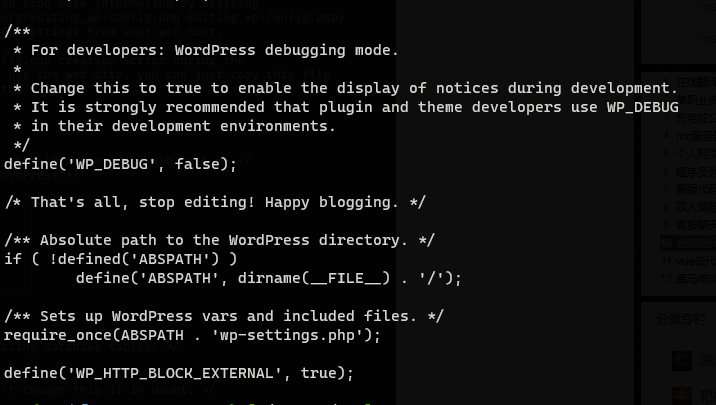 /**
 * For developers: WordPress debugging mode.
 *
 * Change this to true to enable the display of notices during development.
 * It is strongly recommended that plugin and theme developers use WP_DEBUG
 * in their development environments.
 */
define('WP_DEBUG', false);
/* That's all, stop editing! Happy blogging. */
/** Absolute path to the WordPress directory. */
if ( !defined('ABSPATH') )
        define('ABSPATH', dirname(__FILE__) . '/');
/** Sets up WordPress vars and included files. */
require_once(ABSPATH . 'wp-settings.php');
define('WP_HTTP_BLOCK_EXTERNAL', true);
分类专栏